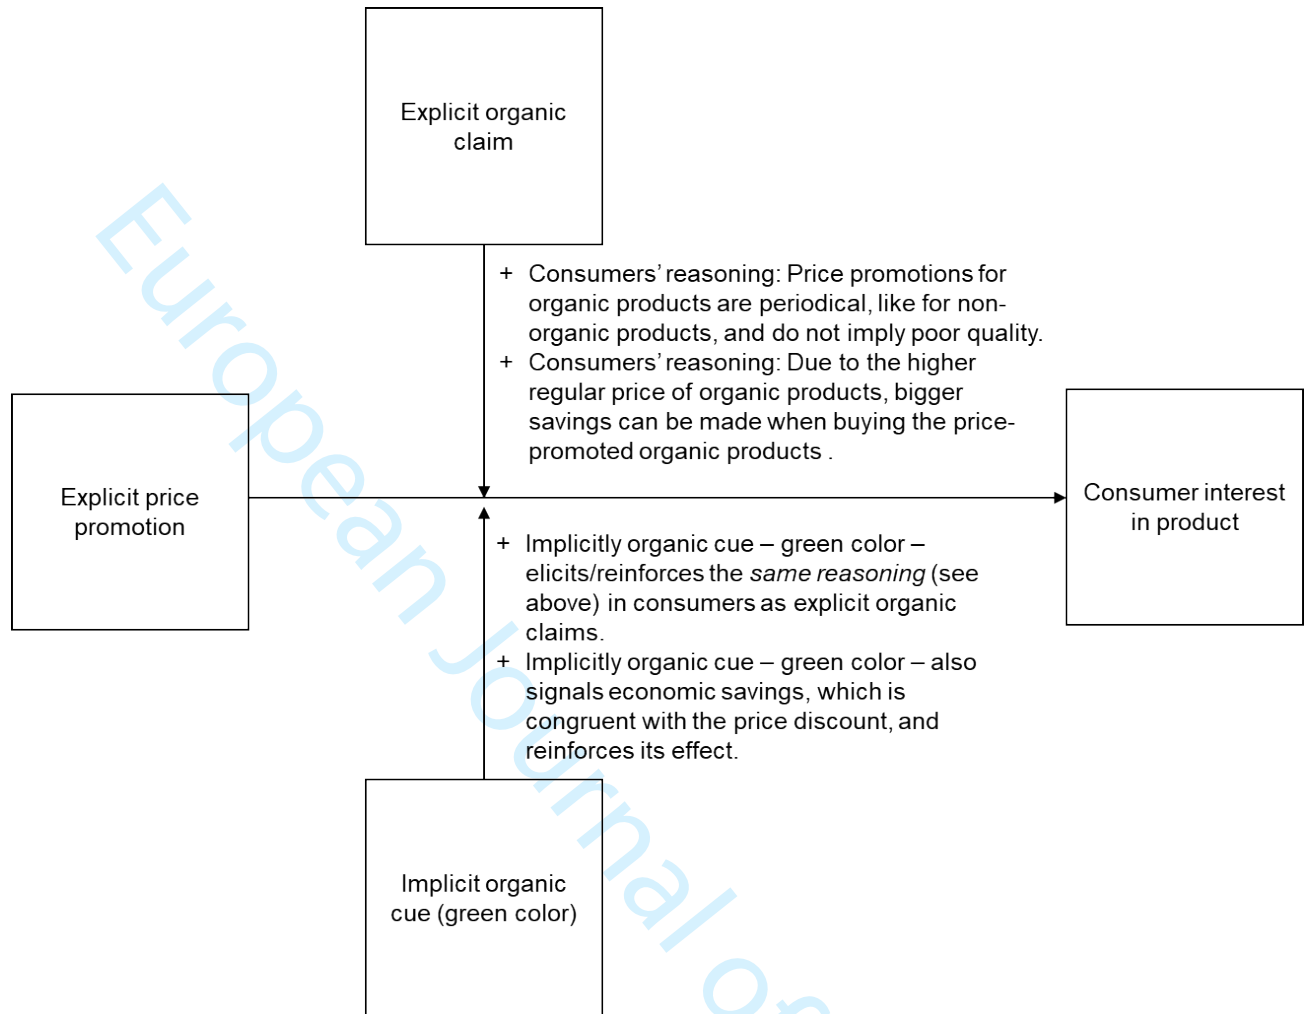 Explicit organic
claim
+ Consumers’ reasoning: Price promotions for
organic products are periodical, like for non-
organic products, and do not imply poor quality.
+ Consumers’ reasoning: Due to the higher
regular price of organic products, bigger
savings can be made when buying the price-
promoted organic products .
Explicit price
promotion
Consumer interest
in product
+ Implicitly organic cue – green color –
elicits/reinforces the same reasoning (see
above) in consumers as explicit organic
claims.
+ Implicitly organic cue – green color – also
signals economic savings, which is
congruent with the price discount, and
reinforces its effect.
Implicit organic
cue (green color)
European Journal of